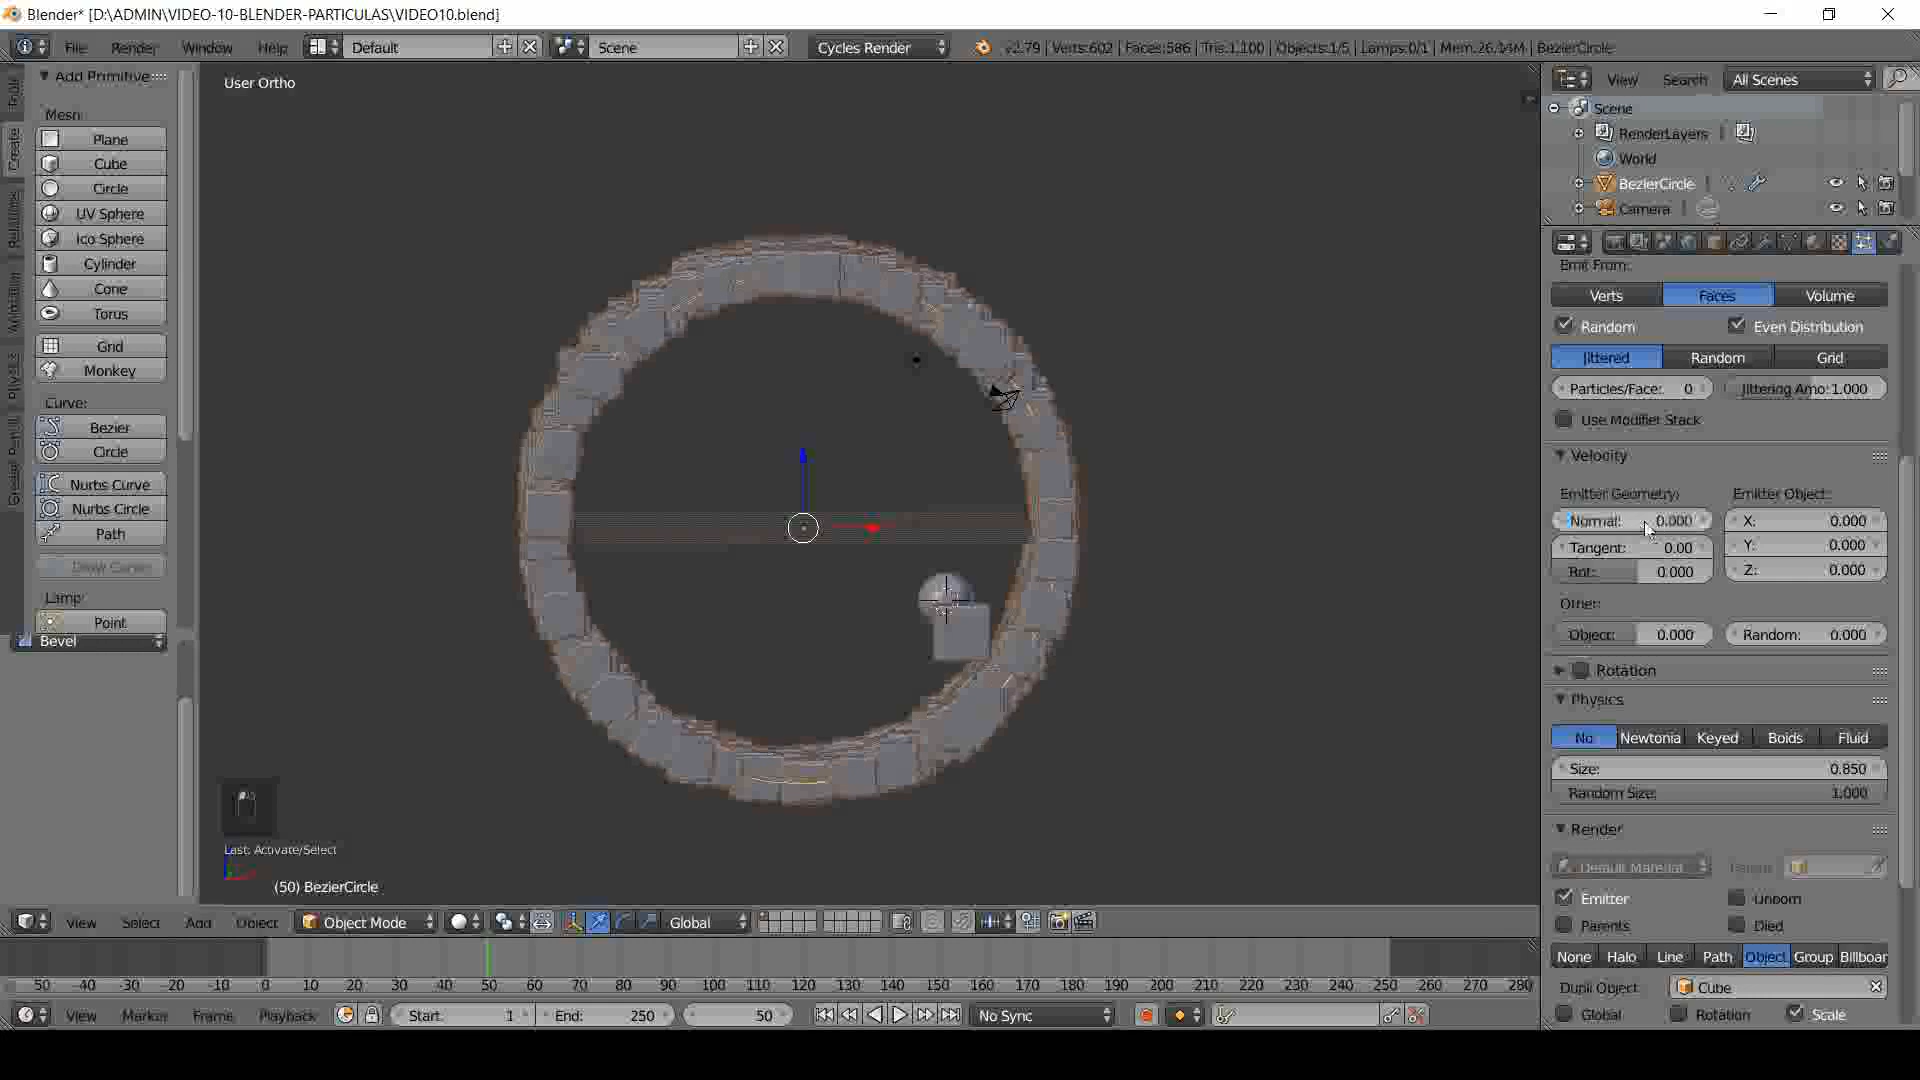 Blender* [D:\ADMIN\VIDEO-10-BLENDER-PARTICULAS\VIDEO10.blend]
File Render Window Help Default Scene Cycles Render v2.79 | Verts:602 | Faces:586 | Tris:1,100 | Objects:1/5 | Lamps:0/1 | Mem:26.14M | BezierCircle
Add Primitive
Create
Relations
Grease Pencil
Mesh:
Plane
Cube
Circle
UV Sphere
Ico Sphere
Cylinder
Cone
Torus
Grid
Monkey
Curve:
Bezier
Circle
Nurbs Curve
Nurbs Circle
Path
Draw Curve
Lamp:
Point
Bevel
User Ortho
Last: Activate/Select
(50) BezierCircle
View Search All Scenes
Scene
RenderLayers |
World
BezierCircle |
Camera |
Emit From:
Verts Faces Volume
Random Even Distribution
Jittered Random Grid
Particles/Face: 0 Jittering Amo: 1.000
Use Modifier Stack
Velocity
Emitter Geometry: Emitter Object:
Normal: 0.000 X: 0.000
Tangent: 0.00 Y: 0.000
Rot: 0.000 Z: 0.000
Other:
Object: 0.000 Random: 0.000
Rotation
Physics
No Newtonia Keyed Boids Fluid
Size: 0.850
Random Size: 1.000
Render
Default Material Parent
Emitter Unborn
Parents Died
None Halo Line Path Object Group Billboar
Dupli Object: Cube
Global Rotation Scale
View Select Add Object Object Mode Global
50 -40 -30 -20 -10 0 10 20 30 40 50 60 70 80 90 100 110 120 130 140 150 160 170 180 190 200 210 220 230 240 250 260 270 280
View Marker Frame Playback Start: 1 End: 250 50 No Sync